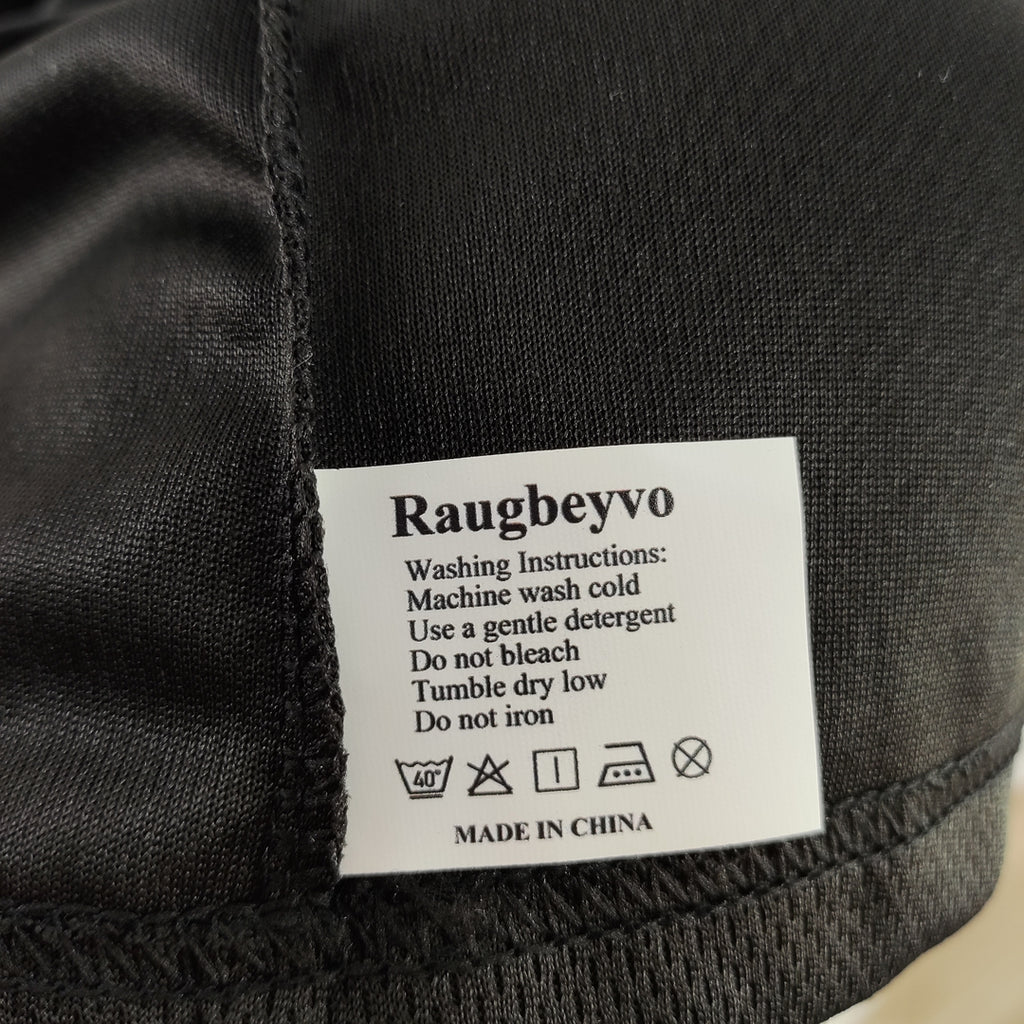 Raugbeyvo
Washing Instructions:
Machine wash cold
Use a gentle detergent
Do not bleach
Tumble dry low
Do not iron
40°
MADE IN CHINA